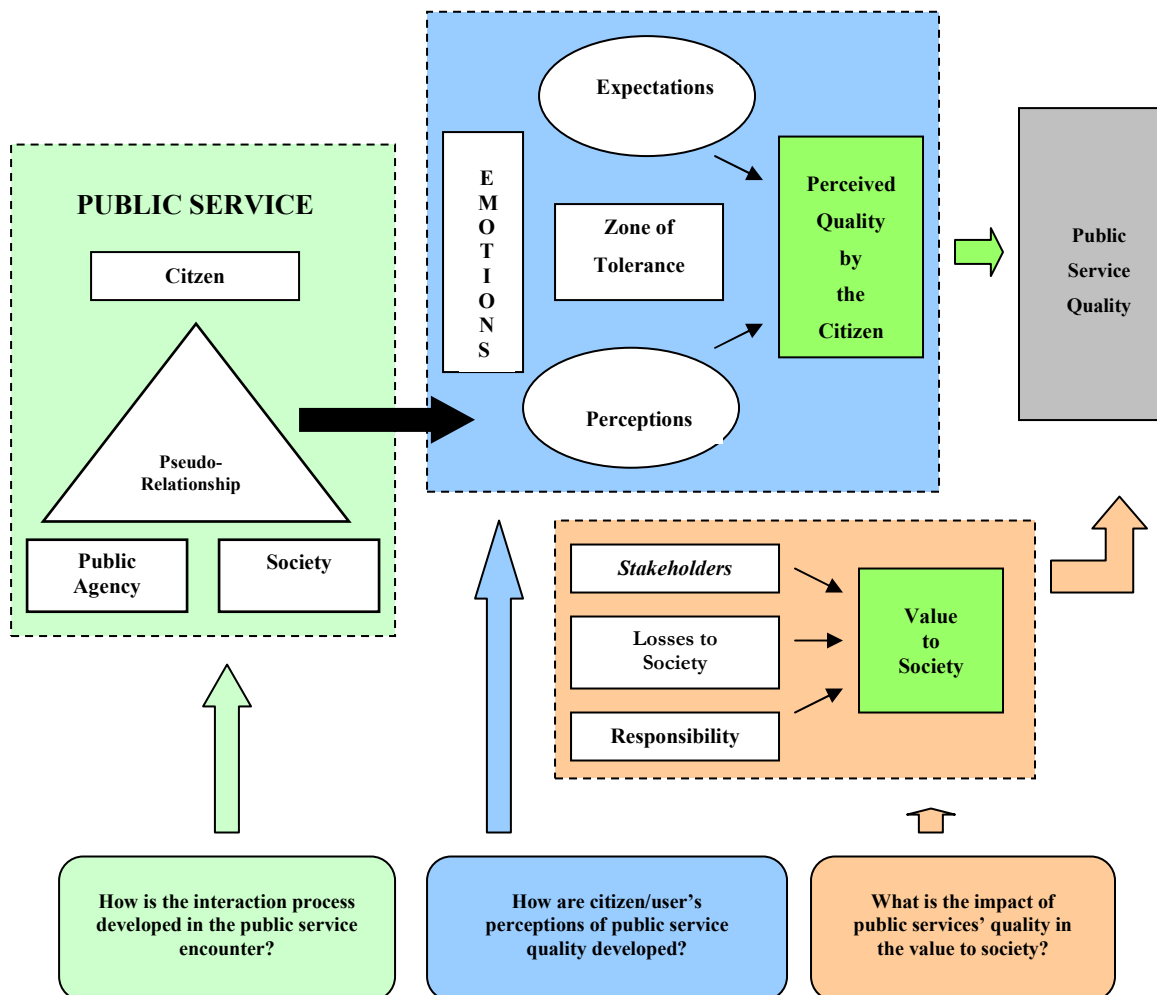 PUBLIC SERVICE
Citzen
Pseudo-
Relationship
Public
Agency
Society
E
M
O
T
I
O
N
S
Expectations
Zone of
Tolerance
Perceptions
Perceived
Quality
by
the
Citizen
Public
Service
Quality
Stakeholders
Losses to
Society
Responsibility
Value
to
Society
How is the interaction process
developed in the public service
encounter?
How are citizen/user's
perceptions of public service
quality developed?
What is the impact of
public services' quality in
the value to society?